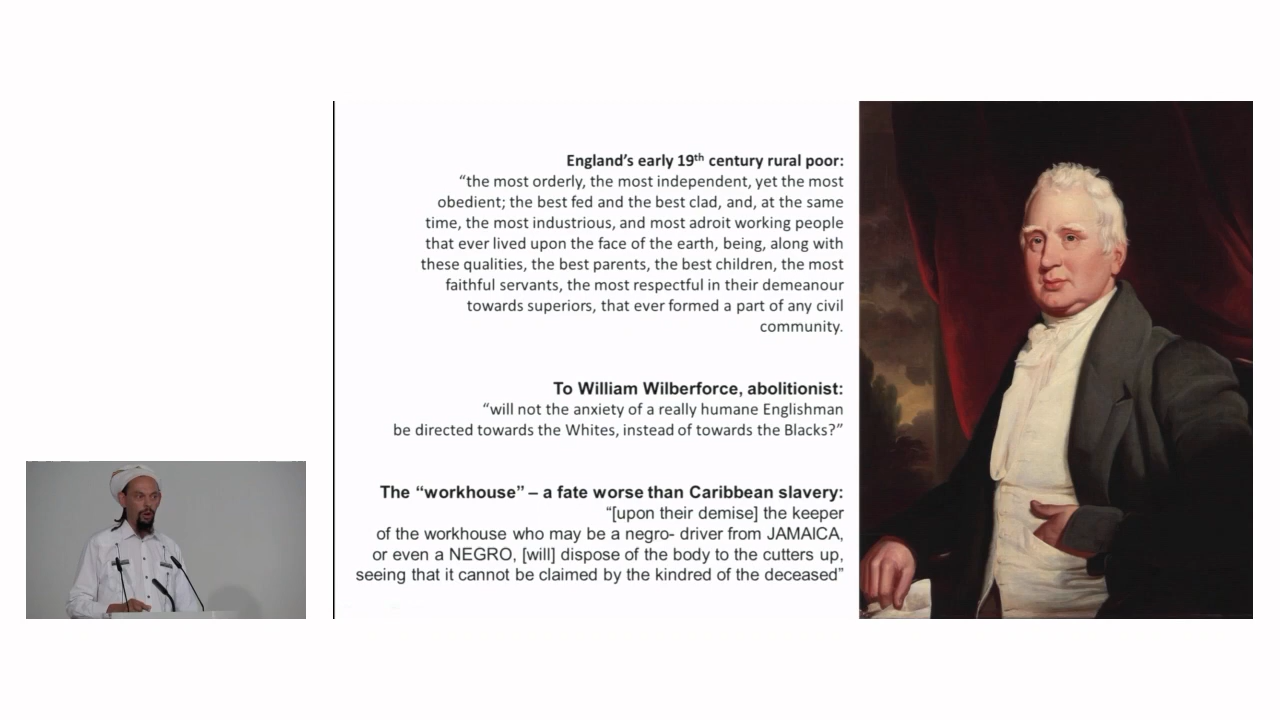 England’s early 19th century rural poor:
“the most orderly, the most independent, yet the most
obedient; the best fed and the best clad, and, at the same
time, the most industrious, and most adroit working people
that ever lived upon the face of the earth, being, along with
these qualities, the best parents, the best children, the most
faithful servants, the most respectful in their demeanour
towards superiors, that ever formed a part of any civil
community.
To William Wilberforce, abolitionist:
“will not the anxiety of a really humane Englishman
be directed towards the Whites, instead of towards the Blacks?”
The “workhouse” – a fate worse than Caribbean slavery:
“[upon their demise] the keeper
of the workhouse who may be a negro- driver from JAMAICA,
or even a NEGRO, [will] dispose of the body to the cutters up,
seeing that it cannot be claimed by the kindred of the deceased”